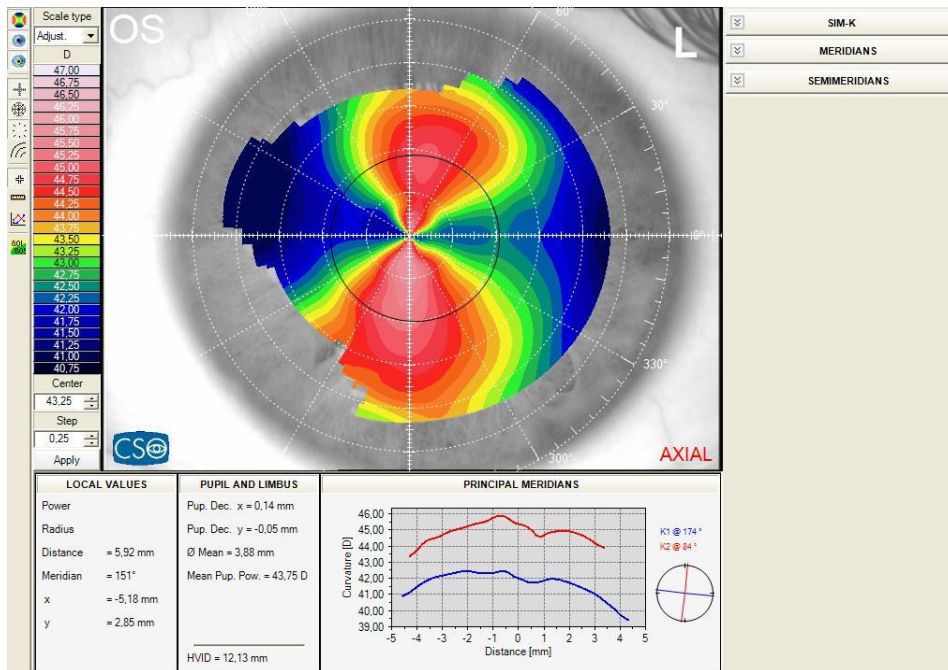 Scale type
Adjust.
D
47,00
46,75
46,50
46,25
46,00
45,75
45,50
45,25
45,00
44,75
44,50
44,25
44,00
43,75
43,50
43,25
43,00
42,75
42,50
42,25
42,00
41,75
41,50
41,25
41,00
40,75
Center
43,25
Step
0,25
Apply
OS
L
60°
30°
0°
330°
300°
CSO
AXIAL
SIM-K
MERIDIANS
SEMIMERIDIANS
LOCAL VALUES
Power
Radius
Distance = 5,92 mm
Meridian = 151°
x = -5,18 mm
y = 2,85 mm
PUPIL AND LIMBUS
Pup. Dec. x = 0,14 mm
Pup. Dec. y = -0,05 mm
Ø Mean = 3,88 mm
Mean Pup. Pow. = 43,75 D
HVID = 12,13 mm
PRINCIPAL MERIDIANS
Curvature [D]
46.00
45.00
44.00
43.00
42.00
41.00
40.00
39.00
-5 -4 -3 -2 -1 0 1 2 3 4 5
Distance [mm]
K1 @ 174 °
K2 @ 84 °